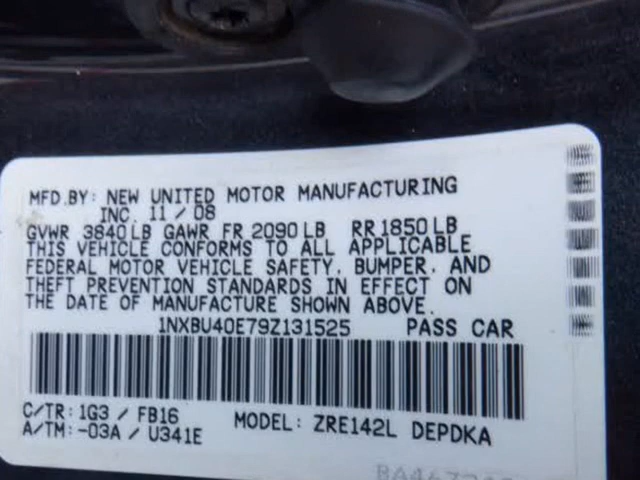 MFD.BY: NEW UNITED MOTOR MANUFACTURING
INC. 11 / 08
GVWR 3840LB GAWR FR 2090LB RR 1850LB
THIS VEHICLE CONFORMS TO ALL APPLICABLE
FEDERAL MOTOR VEHICLE SAFETY, BUMPER, AND
THEFT PREVENTION STANDARDS IN EFFECT ON
THE DATE OF MANUFACTURE SHOWN ABOVE.
1NXBU40E79Z131525 PASS CAR
C/TR: 1G3 / FB16
A/TM: -03A / U341E
MODEL: ZRE142L DEPDKA